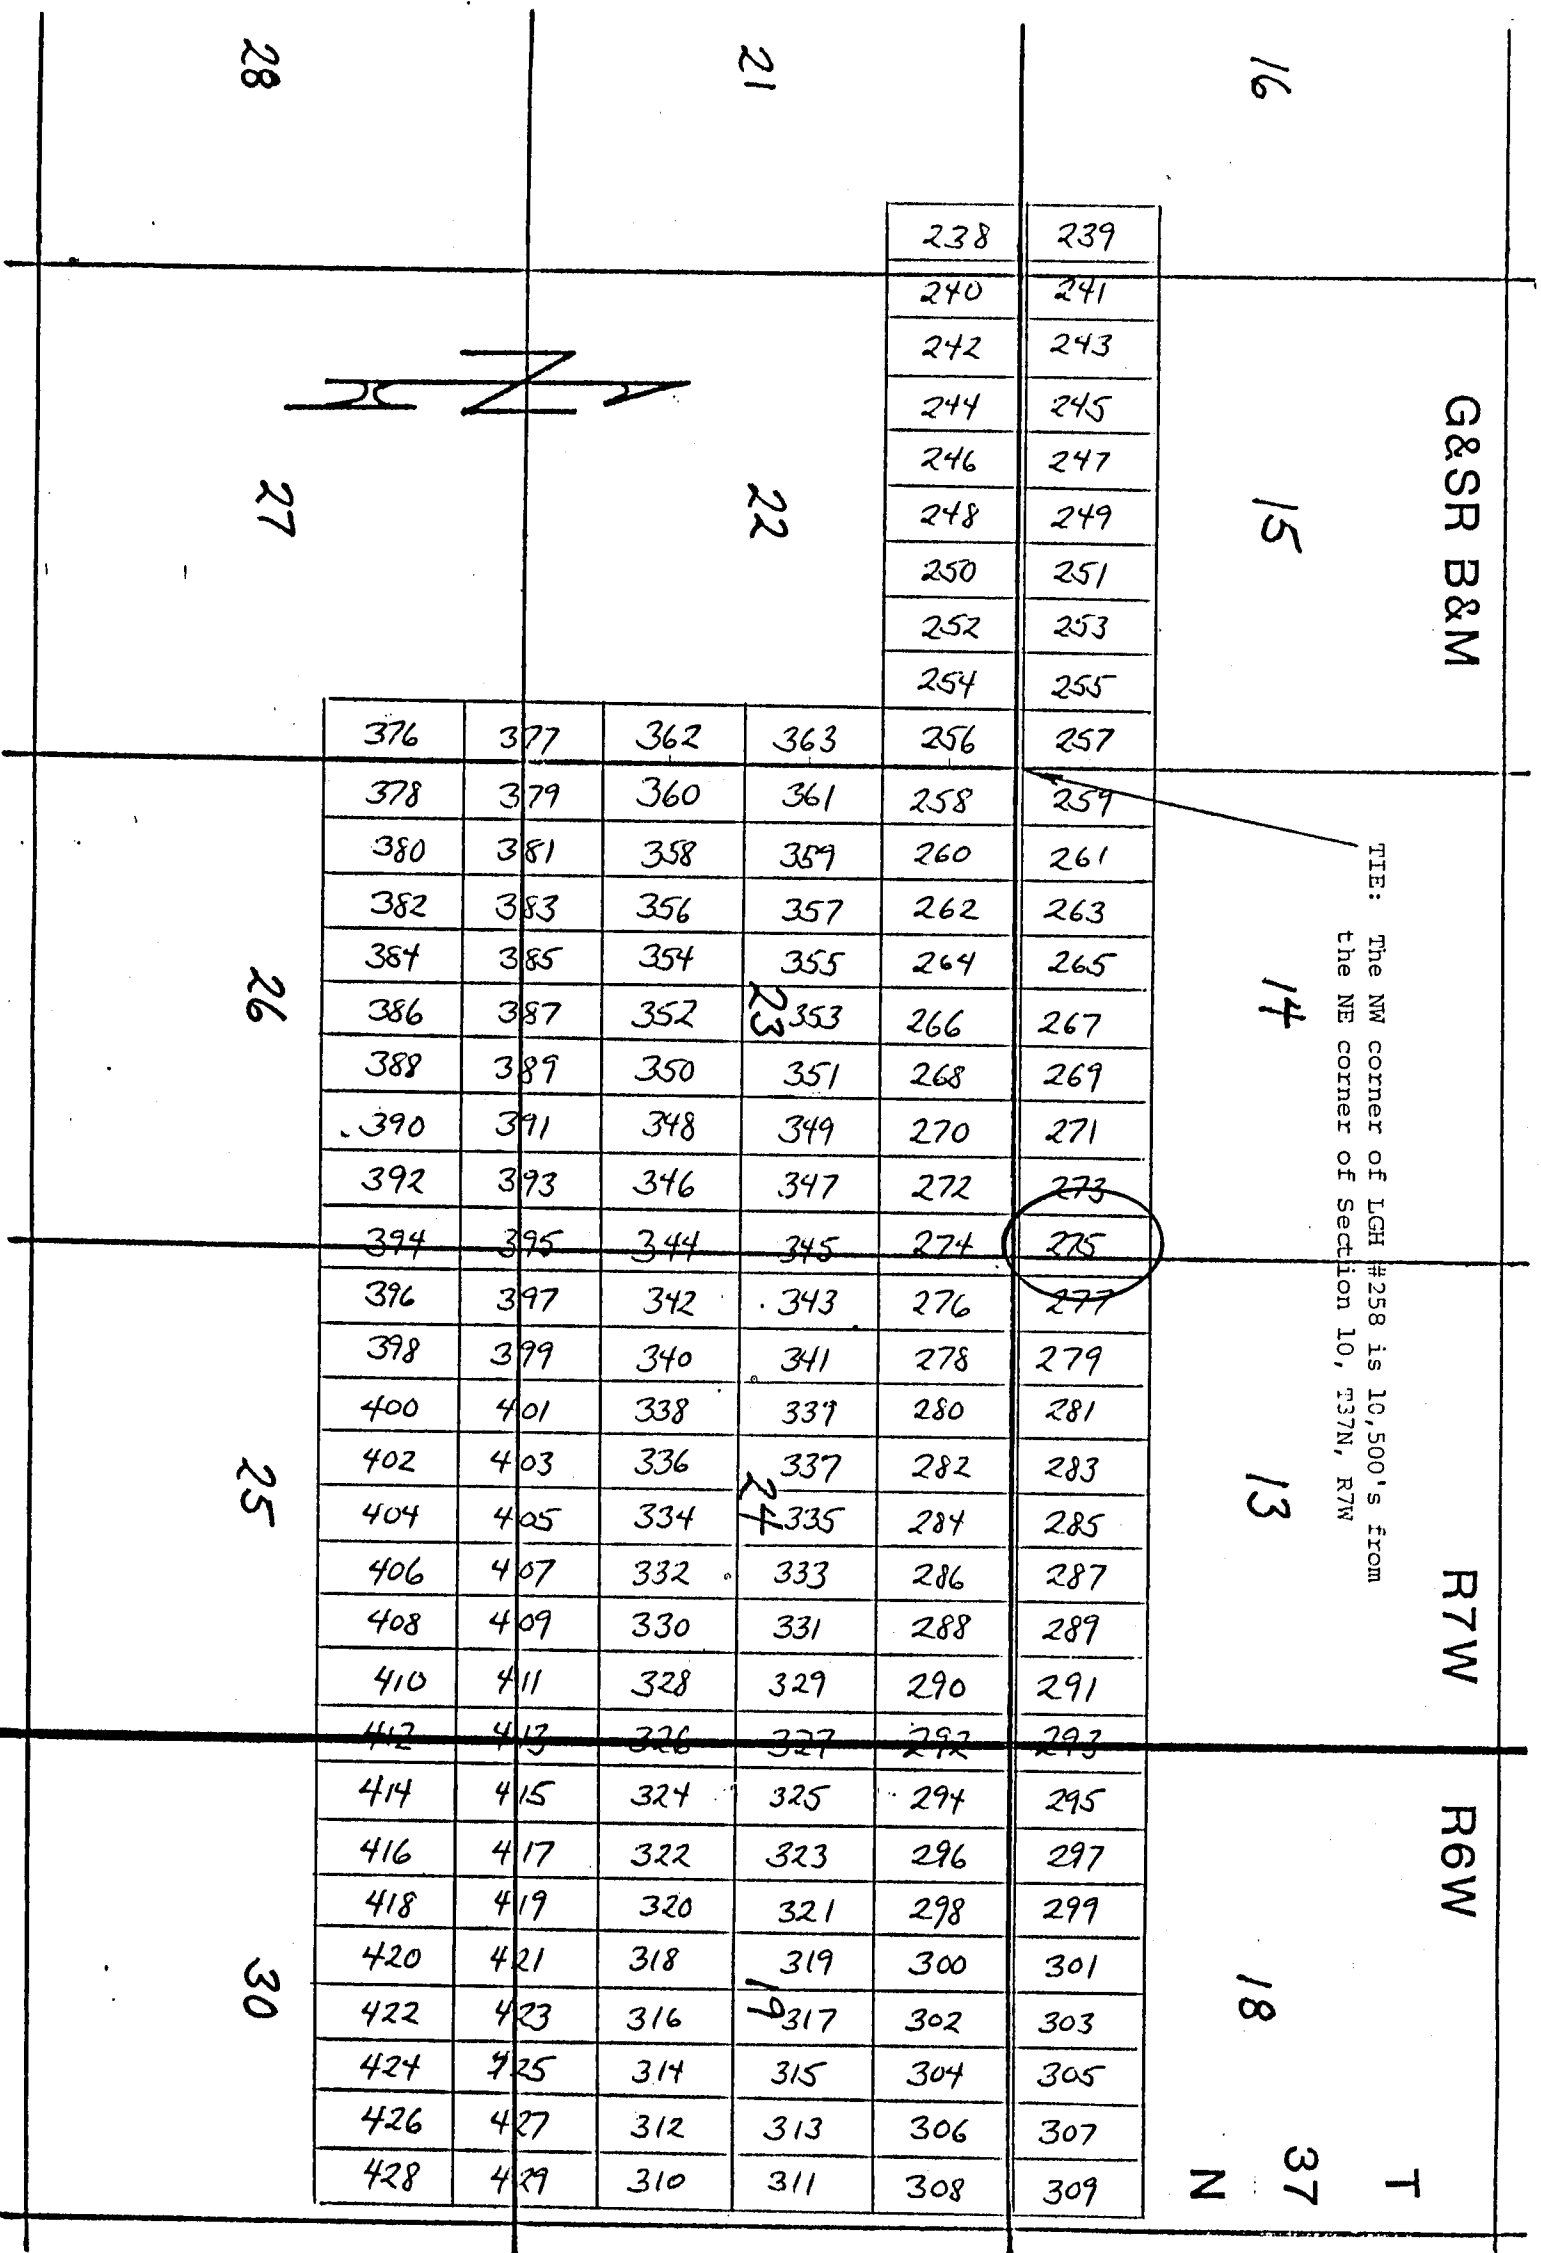 G&SR B&M
R7W
R6W
T
37
N
TIE: The NW corner of LGH #258 is 10,500's from
the NE corner of Section 10, T37N, R7W
16
15
14
13
18
21
22
23
24
19
28
27
26
25
30
N
238 239
240 241
242 243
244 245
246 247
248 249
250 251
252 253
254 255
376 377 362 363 256 257
378 379 360 361 258 259
380 381 358 359 260 261
382 383 356 357 262 263
384 385 354 355 264 265
386 387 352 353 266 267
388 389 350 351 268 269
390 391 348 349 270 271
392 393 346 347 272 273
394 395 344 345 274 275
396 397 342 343 276 277
398 399 340 341 278 279
400 401 338 339 280 281
402 403 336 337 282 283
404 405 334 335 284 285
406 407 332 333 286 287
408 409 330 331 288 289
410 411 328 329 290 291
412 413 326 327 292 293
414 415 324 325 294 295
416 417 322 323 296 297
418 419 320 321 298 299
420 421 318 319 300 301
422 423 316 317 302 303
424 425 314 315 304 305
426 427 312 313 306 307
428 429 310 311 308 309